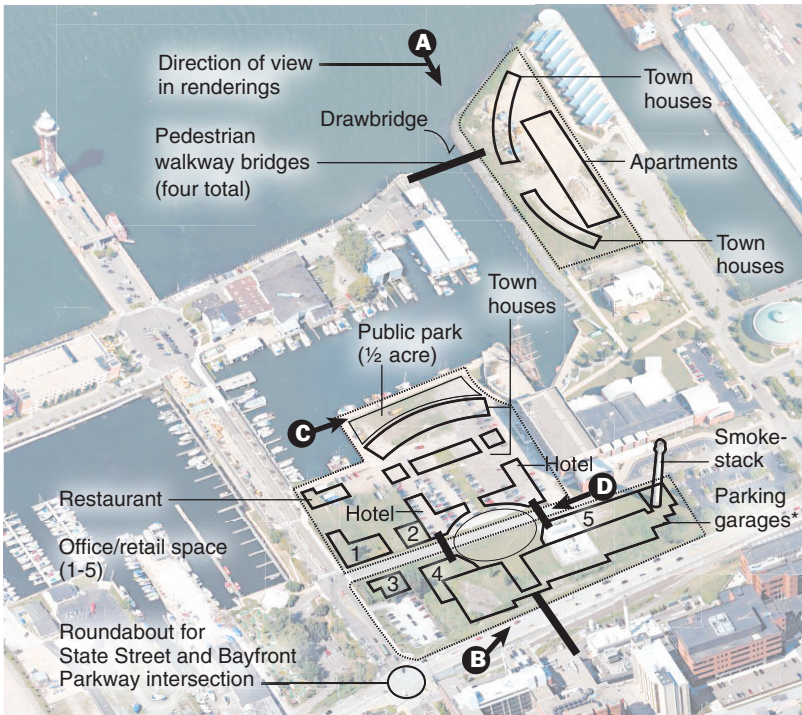 A
Direction of view
in renderings
Town
houses
Drawbridge
Pedestrian
walkway bridges
(four total)
Apartments
Town
houses
Town
houses
Public park
(½ acre)
C
Smoke-
stack
Hotel
D
Restaurant
Parking
garages*
Hotel
5
Office/retail space
(1-5)
1
2
3
4
Roundabout for
State Street and Bayfront
Parkway intersection
B